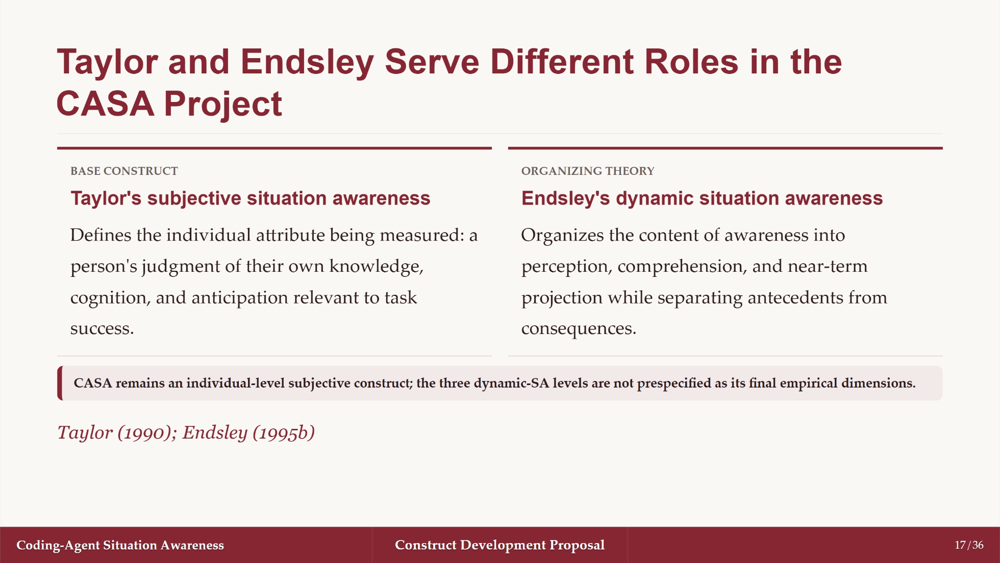 Taylor and Endsley Serve Different Roles in the
CASA Project
BASE CONSTRUCT
Taylor's subjective situation awareness
Defines the individual attribute being measured: a
person's judgment of their own knowledge,
cognition, and anticipation relevant to task
success.
ORGANIZING THEORY
Endsley's dynamic situation awareness
Organizes the content of awareness into
perception, comprehension, and near-term
projection while separating antecedents from
consequences.
CASA remains an individual-level subjective construct; the three dynamic-SA levels are not prespecified as its final empirical dimensions.
Taylor (1990); Endsley (1995b)
Coding-Agent Situation Awareness
Construct Development Proposal
17/36